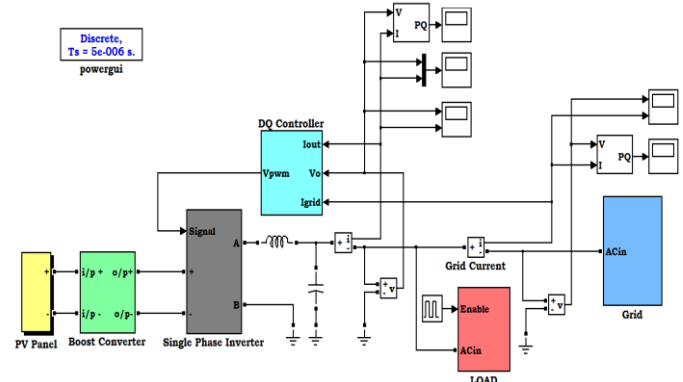 Discrete,
Ts = 5e-006 s.
powergui
V
I
PQ
DQ Controller
Iout
Vpwm
Vo
Igrid
V
I
PQ
Signal
A
B
+
-
+
-
i/p +
o/p+
i/p -
o/p-
+
-
i
+
-
i
Grid Current
+
-
v
+
-
v
ACin
Grid
Enable
ACin
LOAD
PV Panel
Boost Converter
Single Phase Inverter